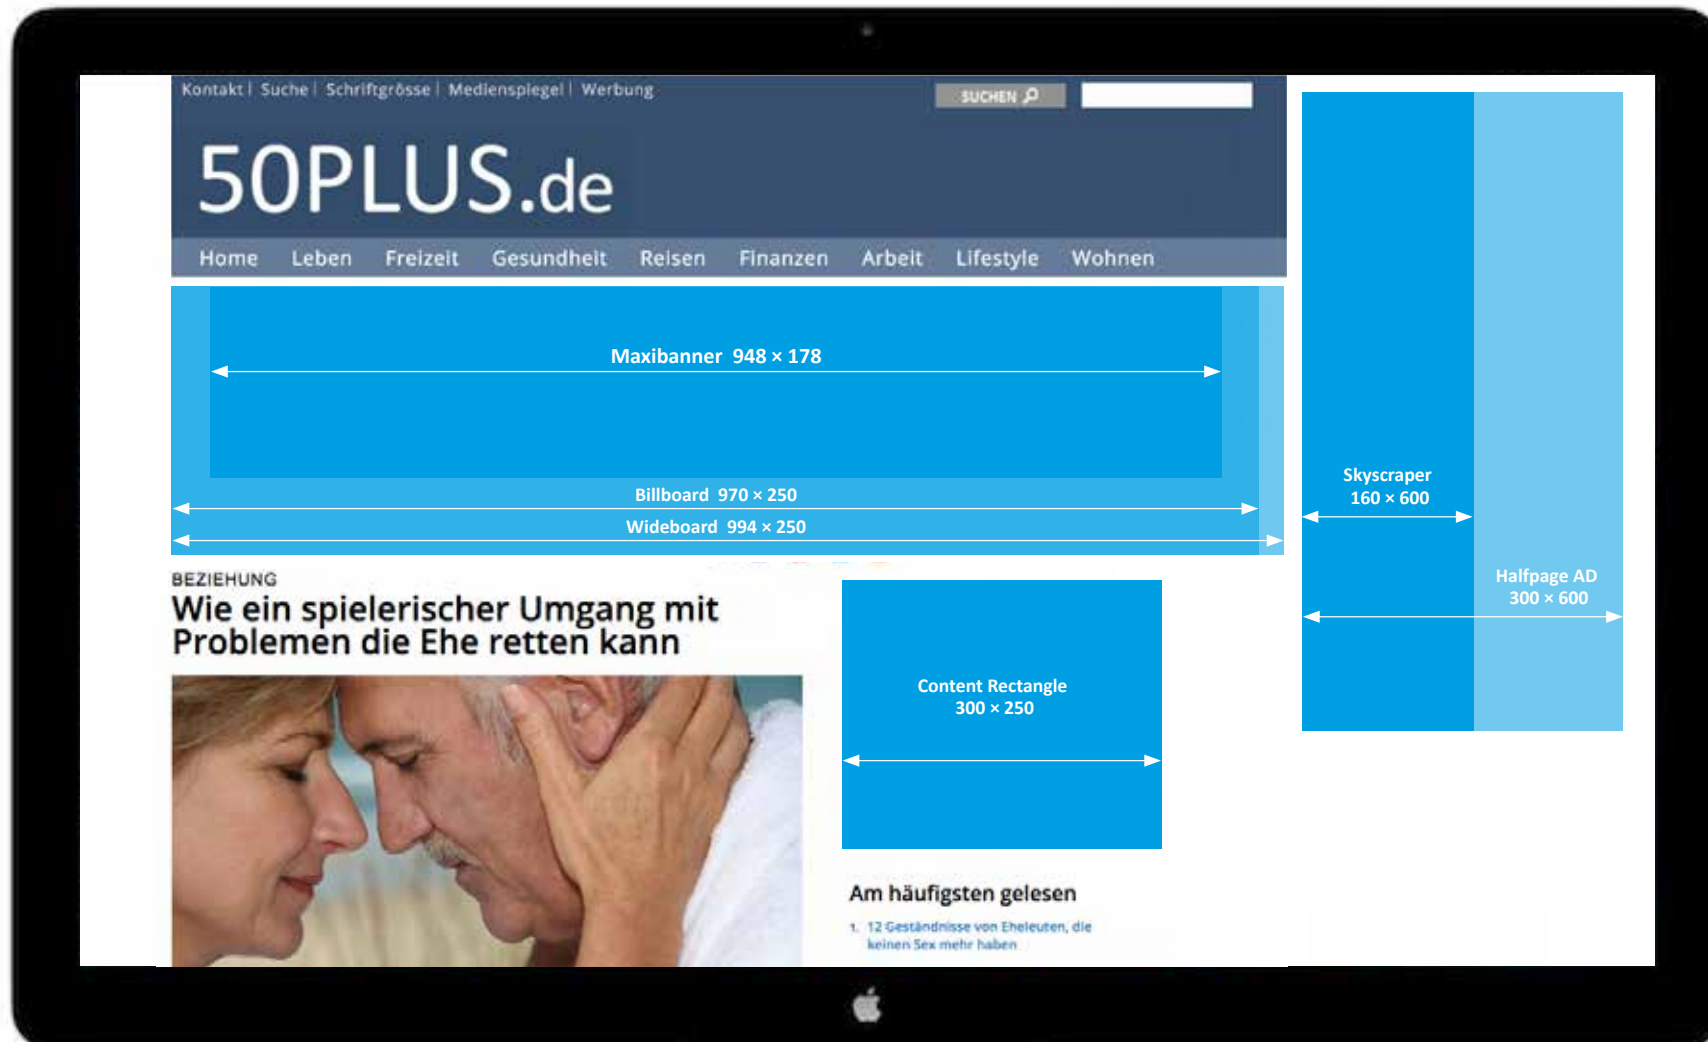 Kontakt | Suche | Schriftgrösse | Medienspiegel | Werbung
SUCHEN
50PLUS.de
Home Leben Freizeit Gesundheit Reisen Finanzen Arbeit Lifestyle Wohnen
Maxibanner 948 × 178
Billboard 970 × 250
Wideboard 994 × 250
Skyscraper
160 × 600
Halfpage AD
300 × 600
BEZIEHUNG
Wie ein spielerischer Umgang mit
Problemen die Ehe retten kann
Content Rectangle
300 × 250
Am häufigsten gelesen
1. 12 Geständnisse von Eheleuten, die
keinen Sex mehr haben